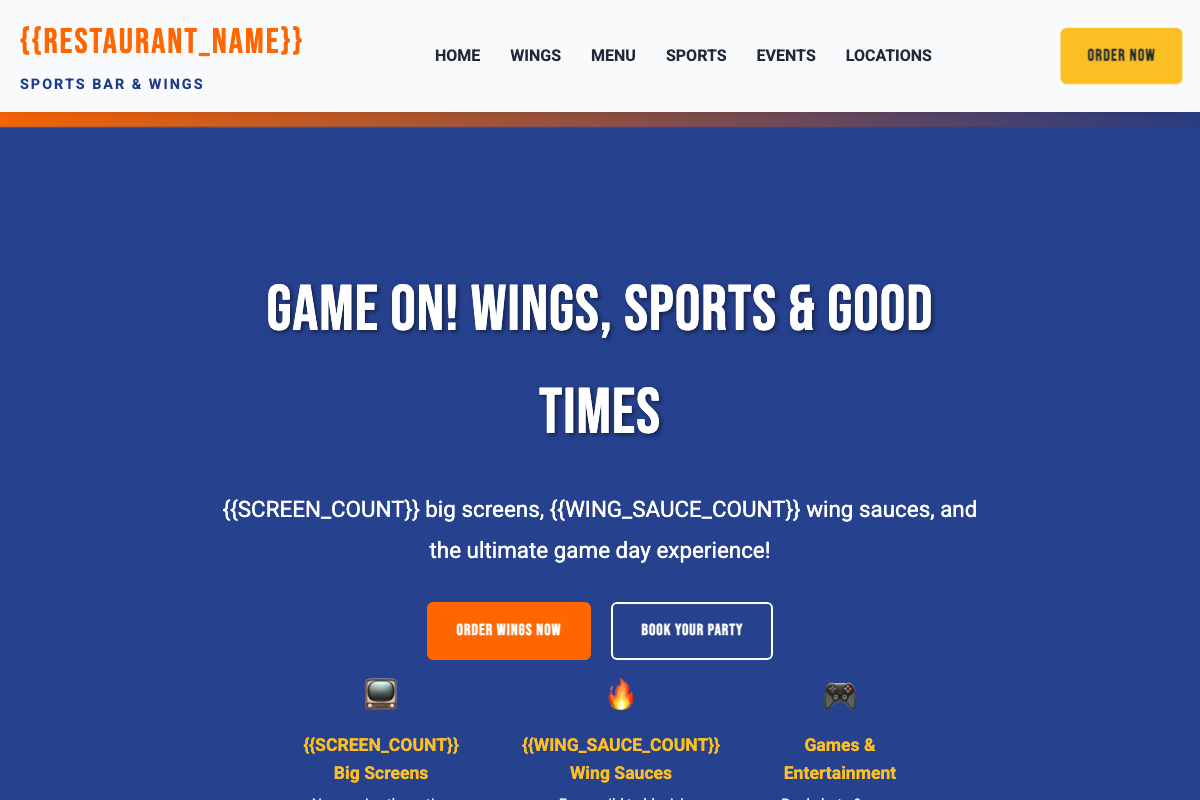 {{RESTAURANT_NAME}}
SPORTS BAR & WINGS
HOME
WINGS
MENU
SPORTS
EVENTS
LOCATIONS
ORDER NOW
GAME ON! WINGS, SPORTS & GOOD
TIMES
{{SCREEN_COUNT}} big screens, {{WING_SAUCE_COUNT}} wing sauces, and
the ultimate game day experience!
ORDER WINGS NOW
BOOK YOUR PARTY
{{SCREEN_COUNT}}
Big Screens
{{WING_SAUCE_COUNT}}
Wing Sauces
Games &
Entertainment